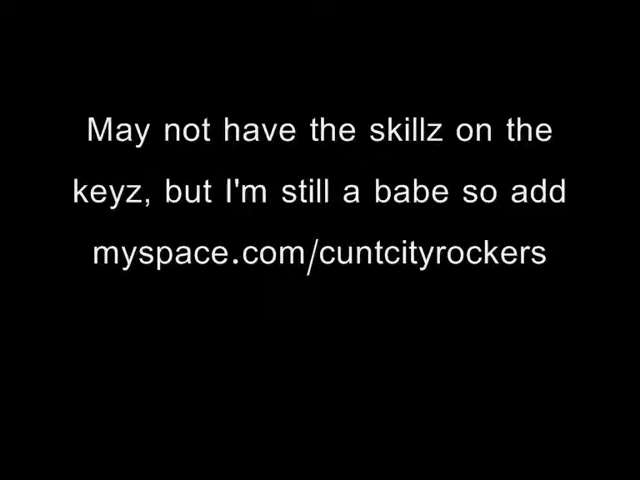 May not have the skillz on the
keyz, but I'm still a babe so add
myspace.com/cuntcityrockers